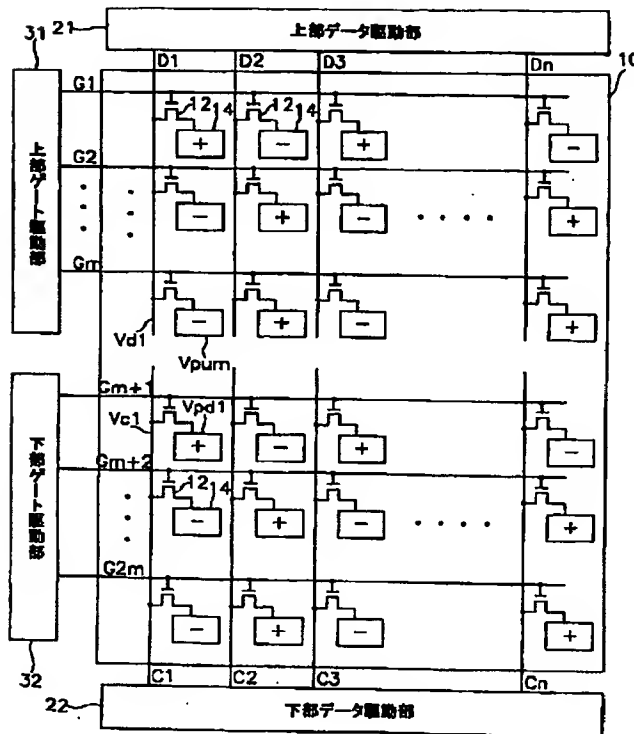 21
上部データ駆動部
31
D1 D2 D3 Dn
10
G1
12 14 12 14
+ - + -
上部ゲート駆動部
G2
- + - +
Gm
- + - +
Vd1
Vpum
Gm+1
Vc1 Vpd1
+ - + -
下部ゲート駆動部
Gm+2
12 14
- + - +
G2m
- + - +
32
C1 C2 C3 Cn
22
下部データ駆動部